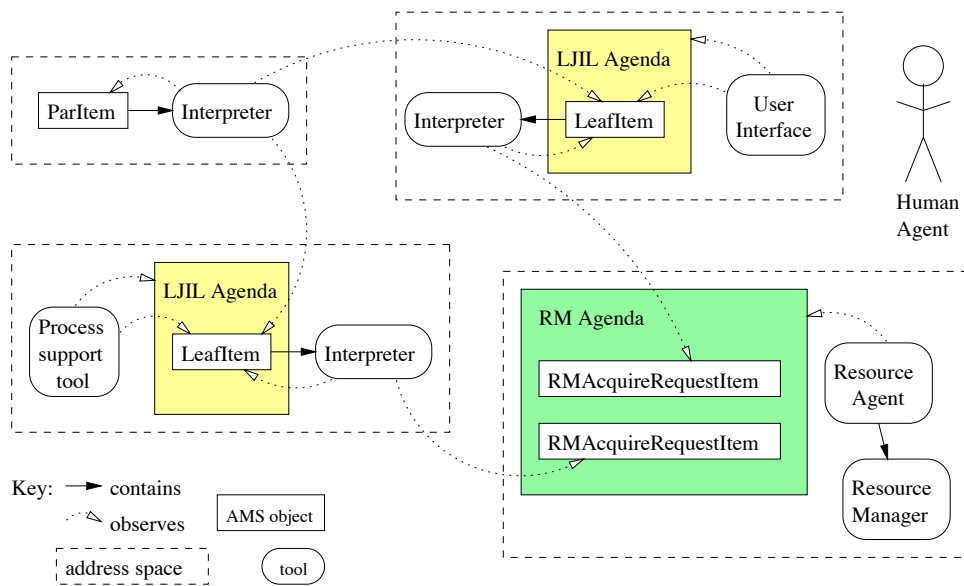 ParItem
Interpreter
LJIL Agenda
Interpreter
LeafItem
User
Interface
Human
Agent
LJIL Agenda
Process
support
tool
LeafItem
Interpreter
RM Agenda
RMAcquireRequestItem
RMAcquireRequestItem
Resource
Agent
Resource
Manager
Key:
contains
observes
AMS object
address space
tool